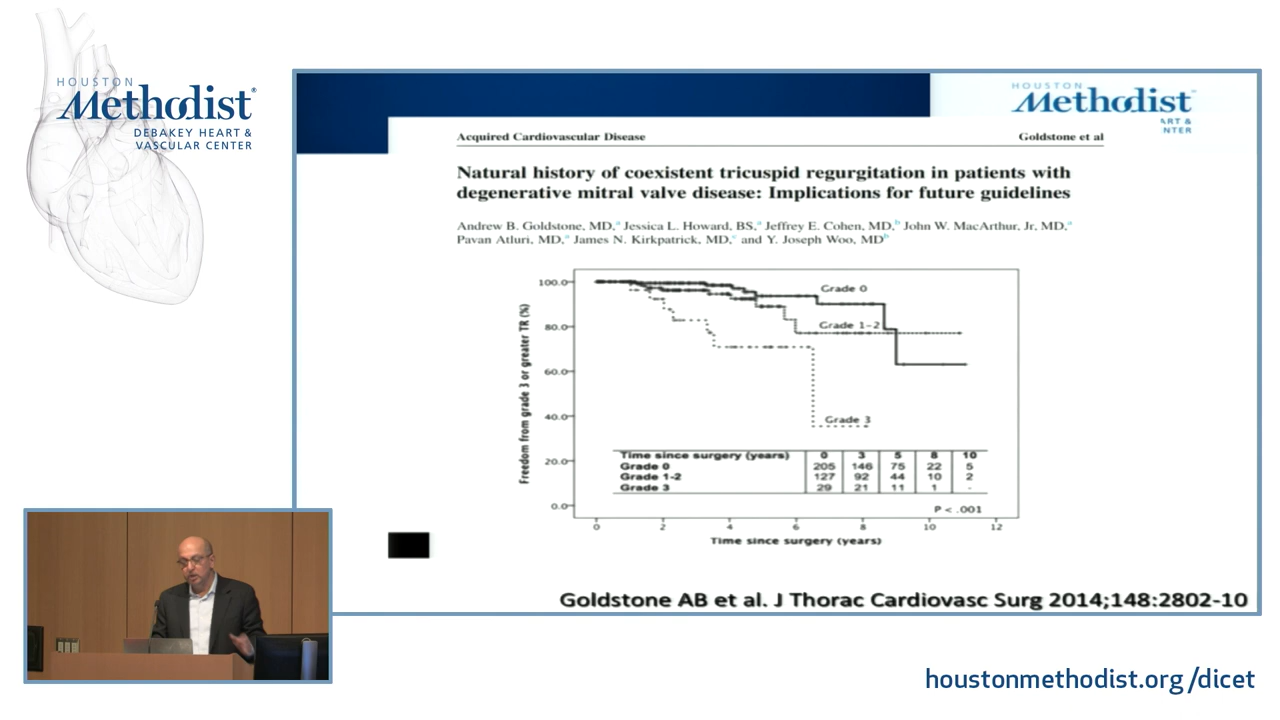 HOUSTON
Methodist®
DEBAKEY HEART &
VASCULAR CENTER
HOUSTON
Methodist
ART &
NTER
Acquired Cardiovascular Disease
Goldstone et al
Natural history of coexistent tricuspid regurgitation in patients with
degenerative mitral valve disease: Implications for future guidelines
Andrew B. Goldstone, MD,a Jessica L. Howard, BS,a Jeffrey E. Cohen, MD,b John W. MacArthur, Jr, MD,a
Pavan Atluri, MD,a James N. Kirkpatrick, MD,c and Y. Joseph Woo, MDb
Freedom from grade 3 or greater TR (%)
100.0
80.0
60.0
40.0
20.0
0.0
Grade 0
Grade 1-2
Grade 3
Time since surgery (years) 0 3 5 8 10
Grade 0 205 146 75 22 5
Grade 1-2 127 92 44 10 2
Grade 3 29 21 11 1 -
P < .001
0 2 4 6 8 10 12
Time since surgery (years)
Goldstone AB et al. J Thorac Cardiovasc Surg 2014;148:2802-10
houstonmethodist.org/dicet